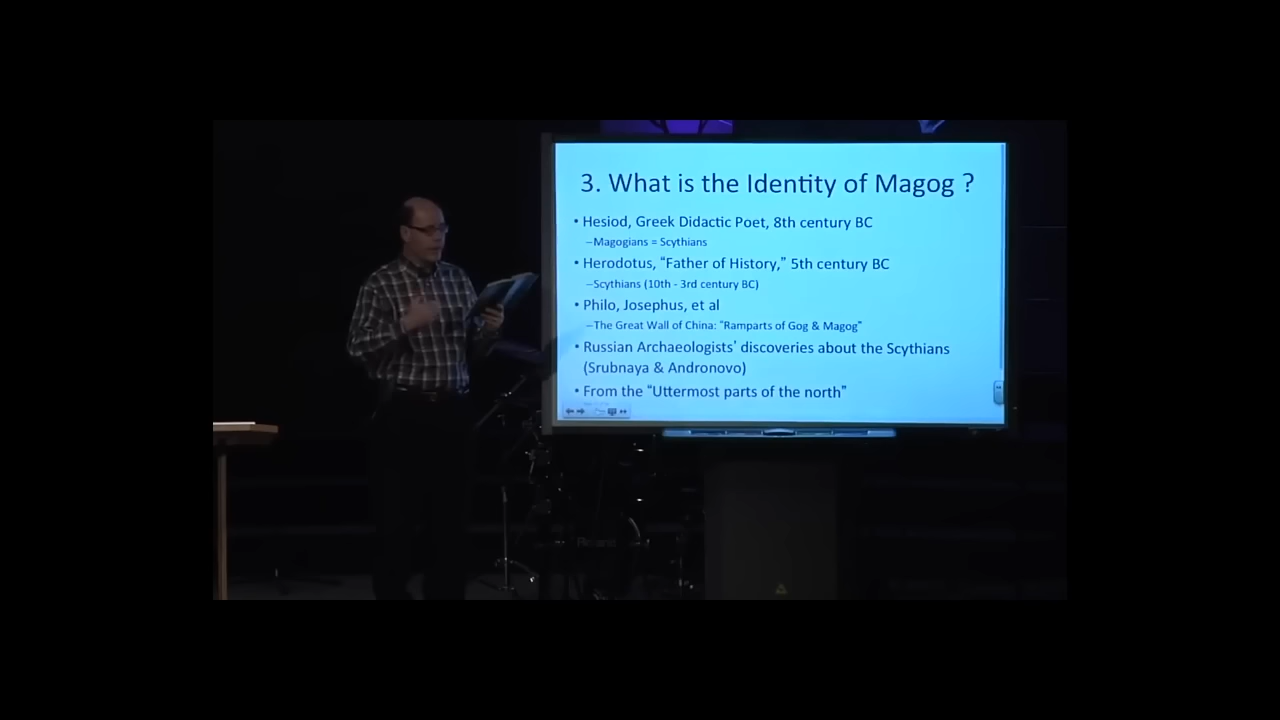 3. What is the Identity of Magog ?
• Hesiod, Greek Didactic Poet, 8th century BC
–Magogians = Scythians
• Herodotus, “Father of History,” 5th century BC
–Scythians (10th - 3rd century BC)
• Philo, Josephus, et al
–The Great Wall of China: “Ramparts of Gog & Magog”
• Russian Archaeologists' discoveries about the Scythians
(Srubnaya & Andronovo)
• From the “Uttermost parts of the north”